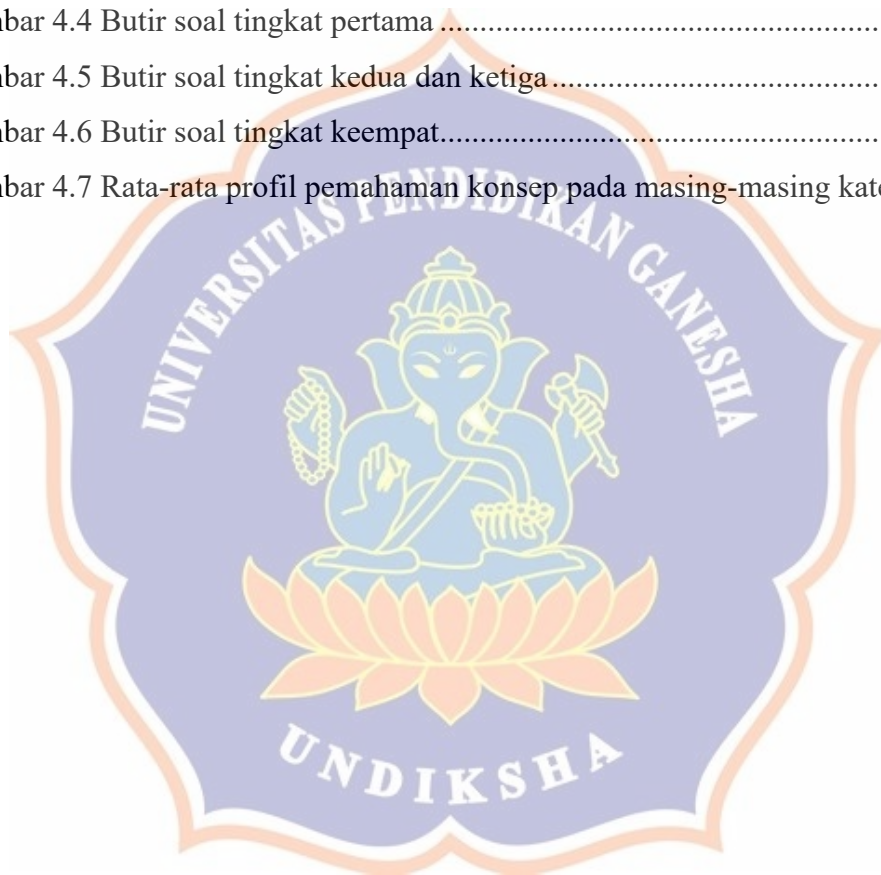 bar 4.4 Butir soal tingkat pertama ......................................................
bar 4.5 Butir soal tingkat kedua dan ketiga.........................................
bar 4.6 Butir soal tingkat keempat.......................................................
bar 4.7 Rata-rata profil pemahaman konsep pada masing-masing kat
UNIVERSITAS PENDIDIKAN GANESHA
UNDIKSHA